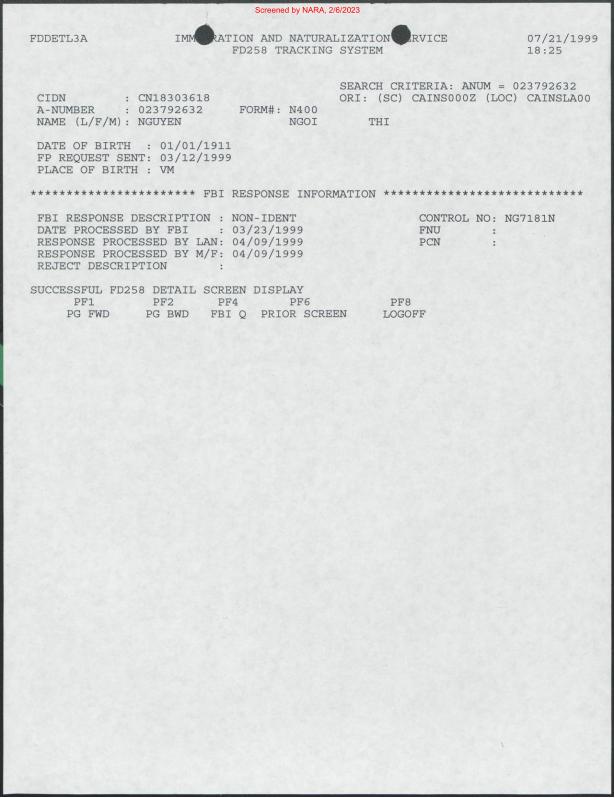 Screened by NARA, 2/6/2023
FDDETL3A IMM RATION AND NATURALIZATION RVICE 07/21/1999
FD258 TRACKING SYSTEM 18:25
SEARCH CRITERIA: ANUM = 023792632
CIDN : CN18303618 ORI: (SC) CAINS000Z (LOC) CAINSLA00
A-NUMBER : 023792632 FORM#: N400
NAME (L/F/M): NGUYEN NGOI THI
DATE OF BIRTH : 01/01/1911
FP REQUEST SENT: 03/12/1999
PLACE OF BIRTH : VM
*********************** FBI RESPONSE INFORMATION ****************************
FBI RESPONSE DESCRIPTION : NON-IDENT CONTROL NO: NG7181N
DATE PROCESSED BY FBI : 03/23/1999 FNU :
RESPONSE PROCESSED BY LAN: 04/09/1999 PCN :
RESPONSE PROCESSED BY M/F: 04/09/1999
REJECT DESCRIPTION :
SUCCESSFUL FD258 DETAIL SCREEN DISPLAY
PF1 PF2 PF4 PF6 PF8
PG FWD PG BWD FBI Q PRIOR SCREEN LOGOFF